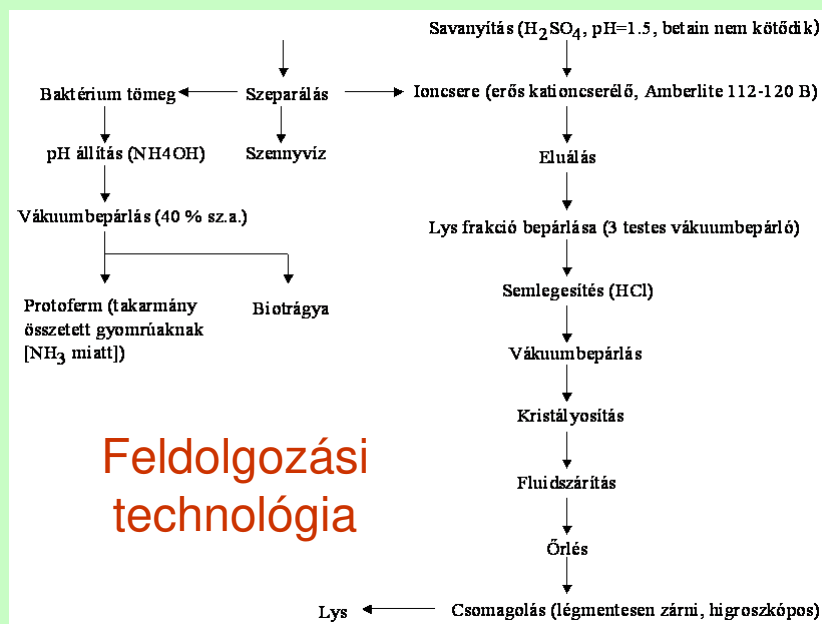 Savanyítás (H2SO4, pH=1.5, betain nem kötődik)
Baktérium tömeg
Szeparálás
Ioncsere (erős kationcserélő, Amberlite 112-120 B)
pH állítás (NH4OH)
Szennyvíz
Eluálás
Vákuumbepárlás (40 % sz.a.)
Lys frakció bepárlása (3 testes vákuumbepárló)
Protoferm (takarmány
összetett gyomrúaknak
[NH3 miatt])
Biotrágya
Semlegesítés (HCl)
Vákuumbepárlás
Kristályosítás
Feldolgozási
technológia
Fluidszárítás
Őrlés
Csomagolás (légmentesen zárni, higroszkópos)
Lys